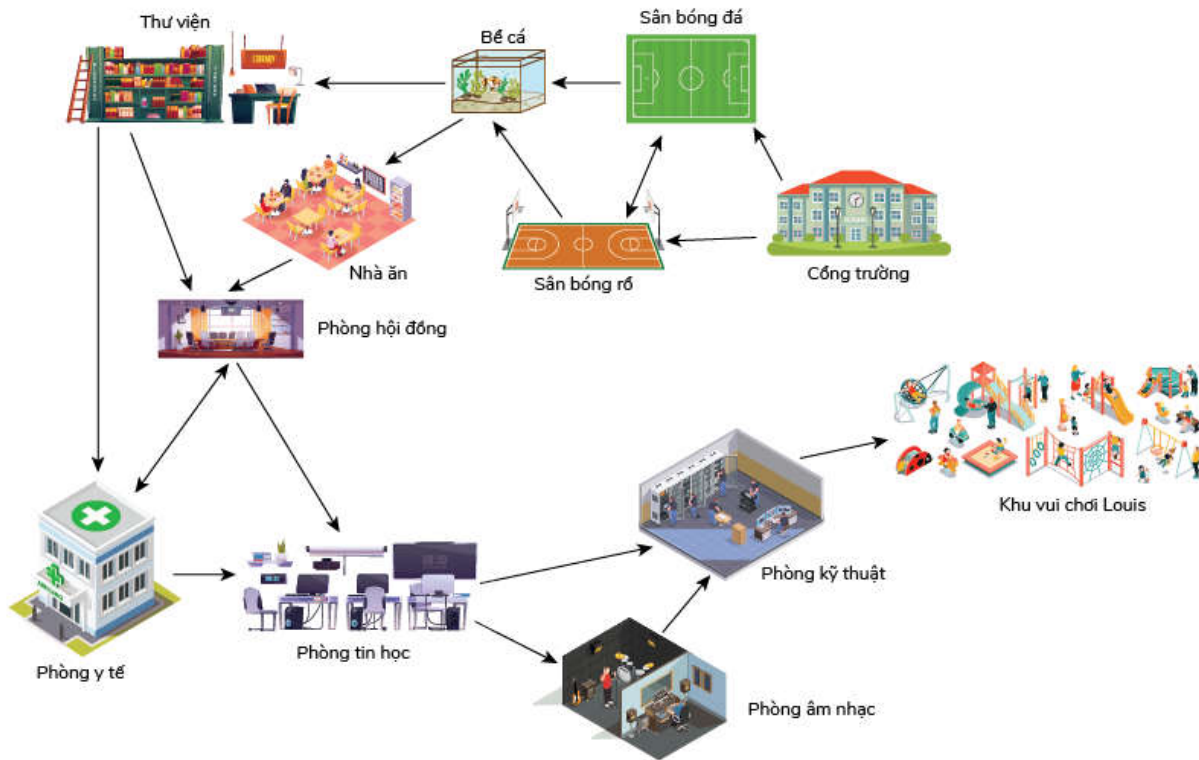 Thư viện
Sân bóng đá
Bể cá
LIBRARY
Nhà ăn
Sân bóng rổ
Cổng trường
Phòng hội đồng
Khu vui chơi Louis
Phòng kỹ thuật
Phòng y tế
Phòng tin học
Phòng âm nhạc